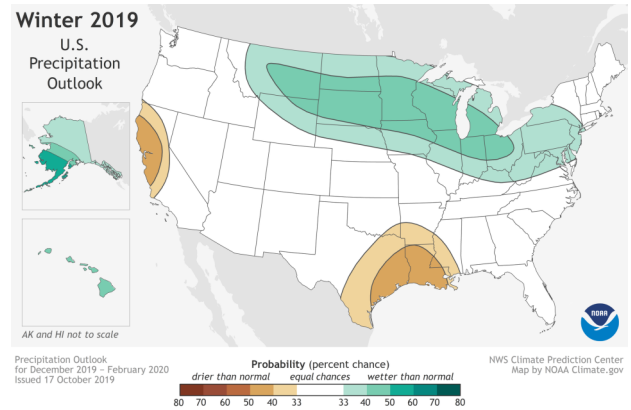 Winter 2019
U.S.
Precipitation
Outlook
AK and HI not to scale
NOAA
Precipitation Outlook
for December 2019 – February 2020
Issued 17 October 2019
Probability (percent chance)
drier than normal equal chances wetter than normal
80 70 60 50 40 33 33 40 50 60 70 80
NWS Climate Prediction Center
Map by NOAA Climate.gov